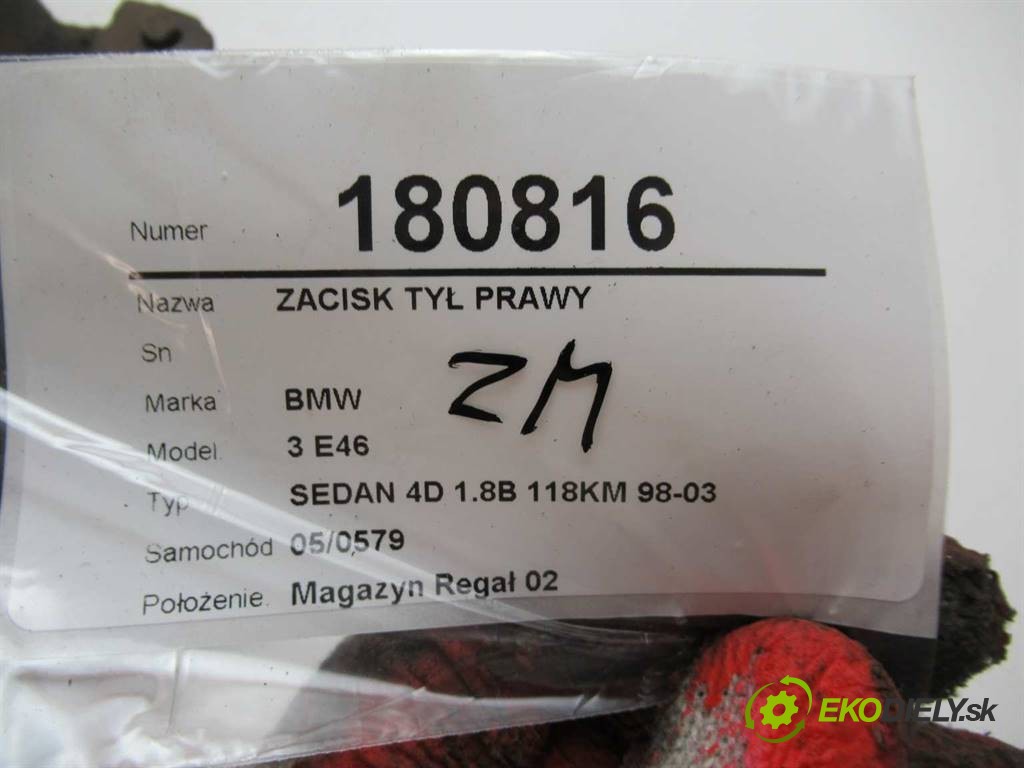 Numer 180816
Nazwa ZACISK TYŁ PRAWY
Sn
ZM
Marka BMW
Model. 3 E46
Typ SEDAN 4D 1.8B 118KM 98-03
Samochód 05/0579
Położenie. Magazyn Regał 02
EKODIELY.sk